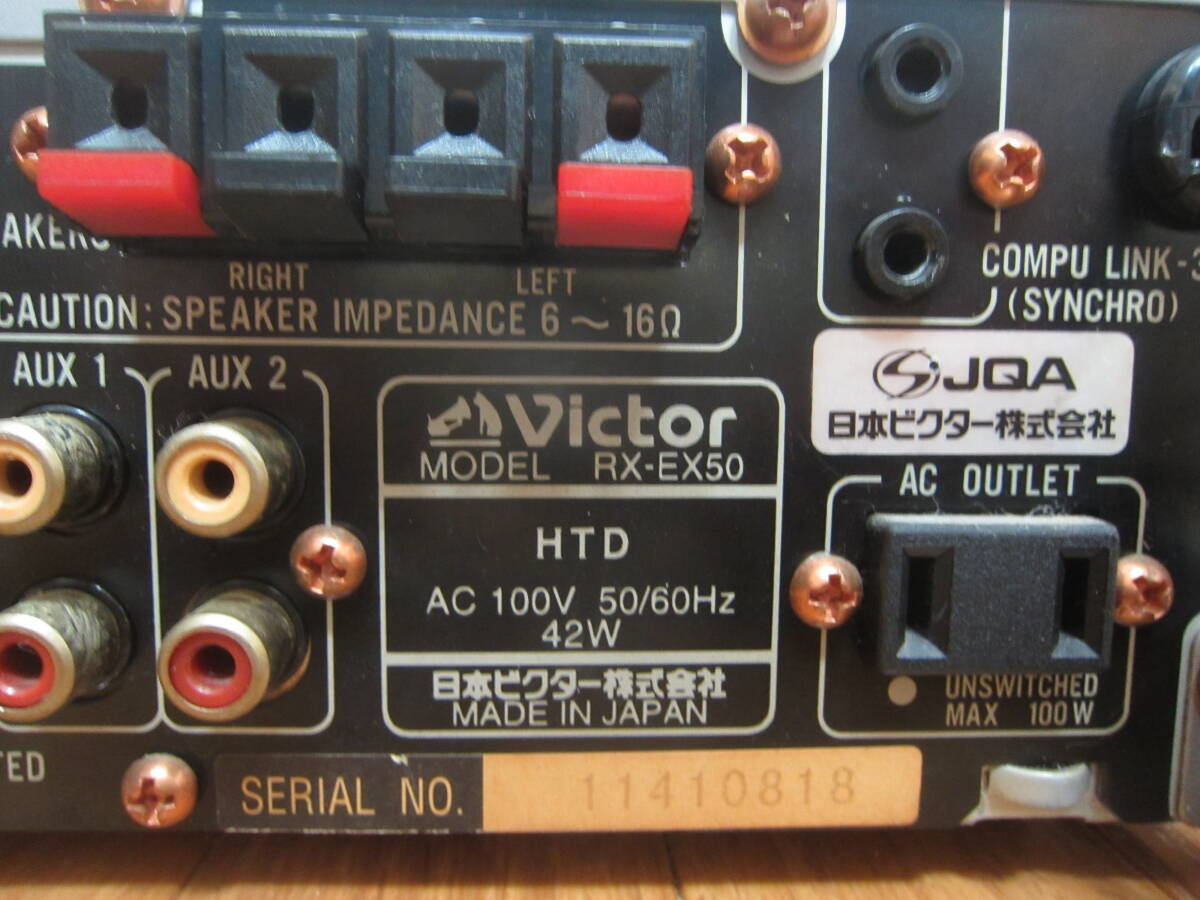 RIGHT LEFT
CAUTION: SPEAKER IMPEDANCE 6 ~ 16Ω
COMPU LINK-3
(SYNCHRO)
AUX 1
AUX 2
Victor
MODEL RX-EX50
HTD
AC 100V 50/60Hz
42W
日本ビクター株式会社
MADE IN JAPAN
JQA
日本ビクター株式会社
AC OUTLET
UNSWITCHED
MAX 100W
SERIAL NO. 11410818